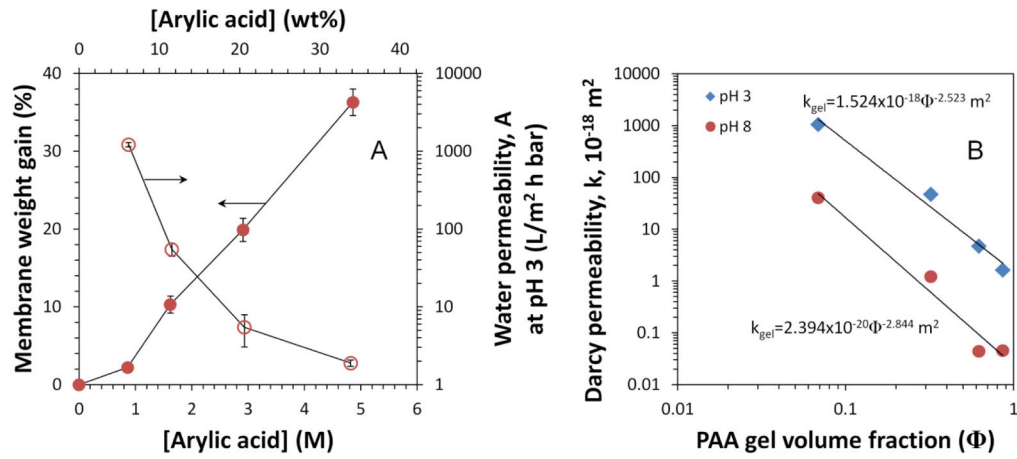 [Arylic acid] (wt%)
0 10 20 30 40
Membrane weight gain (%)
40
30
20
10
0
A
10000
1000
100
10
1
Water permeability, A
at pH 3 (L/m² h bar)
0 1 2 3 4 5 6
[Arylic acid] (M)
Darcy permeability, k, 10⁻¹⁸ m²
10000
1000
100
10
1
0.1
0.01
pH 3
pH 8
k_gel=1.524x10⁻¹⁸Φ⁻²·⁵²³ m²
B
k_gel=2.394x10⁻²⁰Φ⁻²·⁸⁴⁴ m²
0.01 0.1 1
PAA gel volume fraction (Φ)